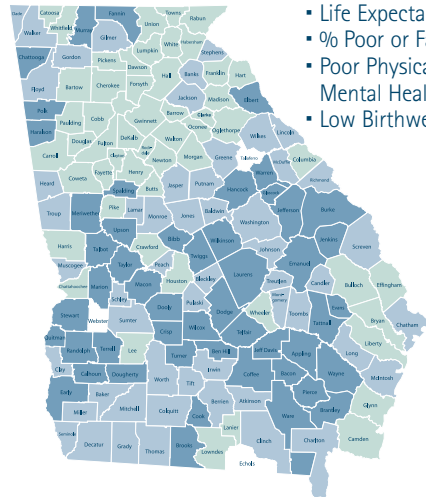 ▪ Life Expecta
▪ % Poor or Fa
▪ Poor Physica
Mental Heal
▪ Low Birthwe
Dade
Catoosa
Fannin
Towns
Rabun
Walker
Whitfield
Murray
Union
Gilmer
White
Habersham
Lumpkin
Stephens
Chattooga
Gordon
Pickens
Dawson
Banks
Franklin
Hart
Hall
Floyd
Bartow
Cherokee
Forsyth
Jackson
Madison
Elbert
Polk
Paulding
Cobb
Gwinnett
Barrow
Clarke
Oconee
Oglethorpe
Wilkes
Lincoln
Haralson
Douglas
Fulton
DeKalb
Walton
Carroll
Newton
Morgan
Greene
Taliaferro
McDuffie
Columbia
Fayette
Henry
Coweta
Warren
Richmond
Heard
Spalding
Butts
Jasper
Putnam
Hancock
Glascock
Troup
Meriwether
Pike
Lamar
Monroe
Jones
Baldwin
Washington
Jefferson
Burke
Upson
Bibb
Wilkinson
Jenkins
Screven
Harris
Talbot
Crawford
Twiggs
Johnson
Emanuel
Muscogee
Taylor
Peach
Houston
Bleckley
Laurens
Treutlen
Candler
Bulloch
Effingham
Chattahoochee
Marion
Macon
Schley
Dooly
Pulaski
Dodge
Wheeler
Toombs
Evans
Bryan
Chatham
Stewart
Webster
Sumter
Crisp
Wilcox
Telfair
Tattnall
Liberty
Quitman
Randolph
Terrell
Lee
Turner
Ben Hill
Jeff Davis
Appling
Long
Clay
Calhoun
Dougherty
Worth
Tift
Irwin
Coffee
Bacon
Wayne
McIntosh
Early
Baker
Berrien
Atkinson
Pierce
Miller
Mitchell
Colquitt
Cook
Ware
Brantley
Glynn
Seminole
Decatur
Grady
Thomas
Brooks
Lanier
Clinch
Charlton
Camden
Lowndes
Echols